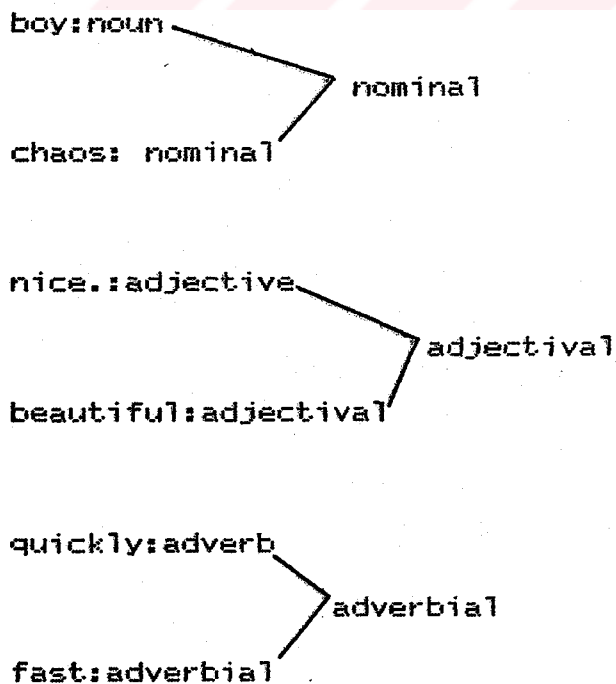 boy:noun
nominal
chaos: nominal
nice.:adjective
adjectival
beautiful:adjectival
quickly:adverb
adverbial
fast:adverbial